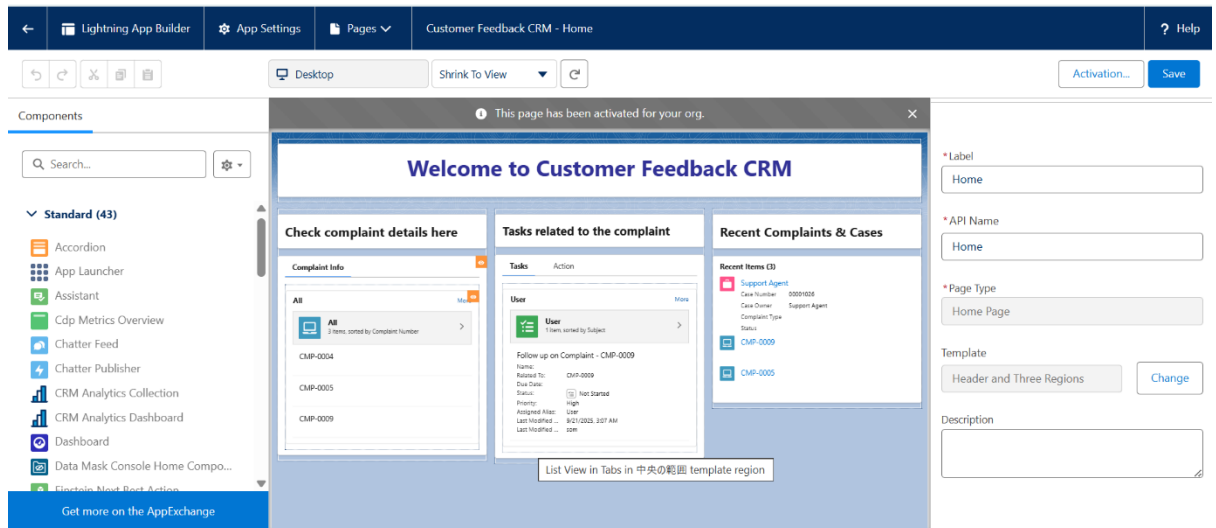 Lightning App Builder
App Settings
Pages
Customer Feedback CRM - Home
? Help
Desktop
Shrink To View
Activation...
Save
Components
This page has been activated for your org.
Search...
Standard (43)
Accordion
App Launcher
Assistant
Cdp Metrics Overview
Chatter Feed
Chatter Publisher
CRM Analytics Collection
CRM Analytics Dashboard
Dashboard
Data Mask Console Home Compo...
Einstein Next Best Action
Get more on the AppExchange
Welcome to Customer Feedback CRM
Check complaint details here
Complaint Info
All
All
3 items, sorted by Complaint Number
CMP-0004
CMP-0005
CMP-0009
Tasks related to the complaint
Tasks
Action
User
More
User
1 item, sorted by Subject
Follow up on Complaint - CMP-0009
Name:
Related To: CMP-0009
Due Date:
Status: Not Started
Priority: High
Assigned Alias: User
Last Modified ... 9/21/2025, 3:07 AM
Last Modified ... som
List View in Tabs in 中央の範囲 template region
Recent Complaints & Cases
Recent Items (3)
Support Agent
Case Number 00001026
Case Owner Support Agent
Complaint Type
Status
CMP-0009
CMP-0005
*Label
Home
*API Name
Home
*Page Type
Home Page
Template
Header and Three Regions
Change
Description